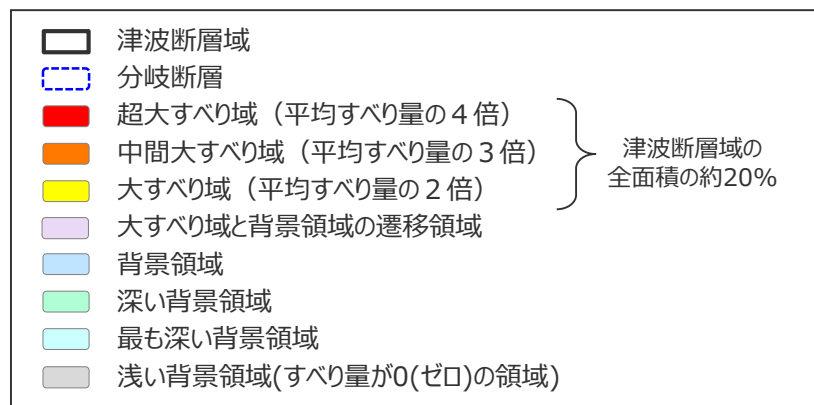 津波断層域
分岐断層
超大すべり域（平均すべり量の４倍）
中間大すべり域（平均すべり量の３倍）
大すべり域（平均すべり量の２倍）
津波断層域の
全面積の約20%
大すべり域と背景領域の遷移領域
背景領域
深い背景領域
最も深い背景領域
浅い背景領域(すべり量が0(ゼロ)の領域)